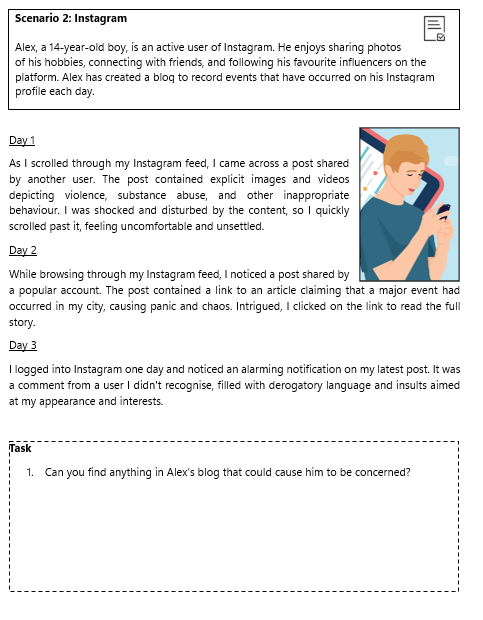 Scenario 2: Instagram
Alex, a 14-year-old boy, is an active user of Instagram. He enjoys sharing photos
of his hobbies, connecting with friends, and following his favourite influencers on the
platform. Alex has created a blog to record events that have occurred on his Instagram
profile each day.
Day 1
As I scrolled through my Instagram feed, I came across a post shared
by another user. The post contained explicit images and videos
depicting violence, substance abuse, and other inappropriate
behaviour. I was shocked and disturbed by the content, so I quickly
scrolled past it, feeling uncomfortable and unsettled.
Day 2
While browsing through my Instagram feed, I noticed a post shared by
a popular account. The post contained a link to an article claiming that a major event had
occurred in my city, causing panic and chaos. Intrigued, I clicked on the link to read the full
story.
Day 3
I logged into Instagram one day and noticed an alarming notification on my latest post. It was
a comment from a user I didn't recognise, filled with derogatory language and insults aimed
at my appearance and interests.
Task
1. Can you find anything in Alex's blog that could cause him to be concerned?